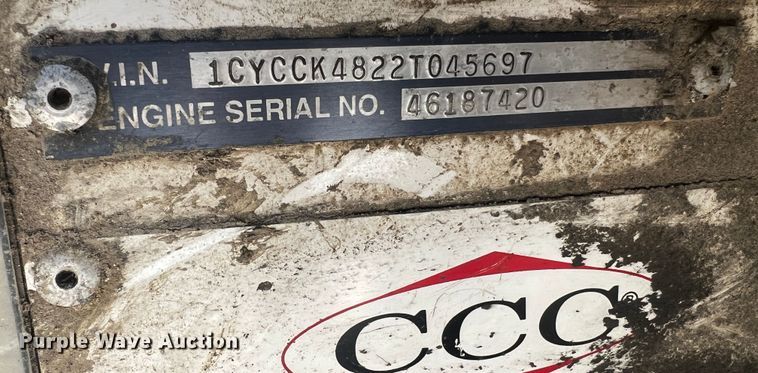 V.I.N. 1CYCCK4822T045697
ENGINE SERIAL NO. 46187420
CCC®
Purple Wave Auction